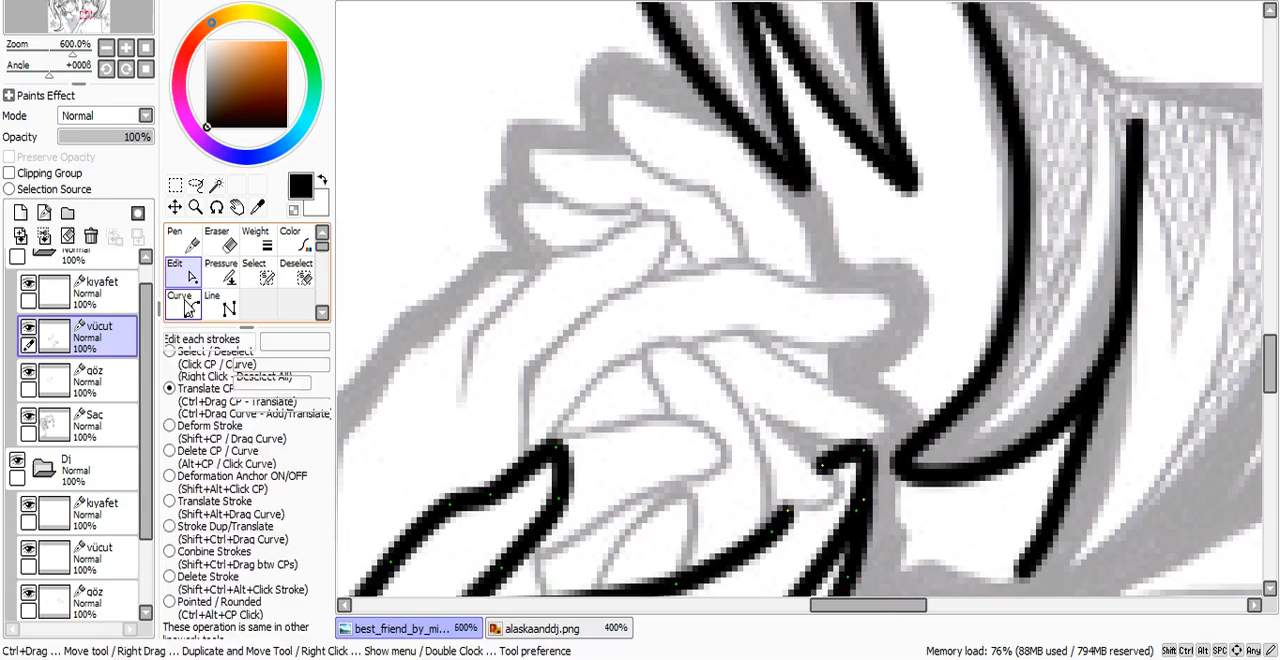 Zoom 600.0%
Angle +000ß
Paints Effect
Mode Normal
Opacity 100%
Preserve Opacity
Clipping Group
Selection Source
Normal
100%
kıyafet
Normal
100%
vücut
Normal
100%
göz
Normal
100%
Saç
Normal
100%
Dj
Normal
100%
kıyafet
Normal
100%
vücut
Normal
100%
göz
Normal
100%
Pen Eraser Weight Color
Edit Pressure Select Deselect
Curve Line
Edit each strokes
Select / Deselect
(Click CP / Curve)
(Right Click - Deselect All)
Translate CP
(Ctrl+Drag CP - Translate)
(Ctrl+Drag Curve - Add/Translate)
Deform Stroke
(Shift+CP / Drag Curve)
Delete CP / Curve
(Alt+CP / Click Curve)
Deformation Anchor ON/OFF
(Shift+Alt+Click CP)
Translate Stroke
(Shift+Alt+Drag Curve)
Stroke Dup/Translate
(Shift+Ctrl+Drag Curve)
Conbine Strokes
(Shift+Ctrl+Drag btw CPs)
Delete Stroke
(Shift+Ctrl+Alt+Click Stroke)
Pointed / Rounded
(Ctrl+Alt+CP Click)
These operation is same in other
best_friend_by_mi... 600%
alaskaanddj.png 400%
Ctrl+Drag ... Move tool / Right Drag ... Duplicate and Move Tool / Right Click ... Show menu / Double Clock ... Tool preference
Memory load: 76% (88MB used / 794MB reserved)
Shift Ctrl Alt SPC Any